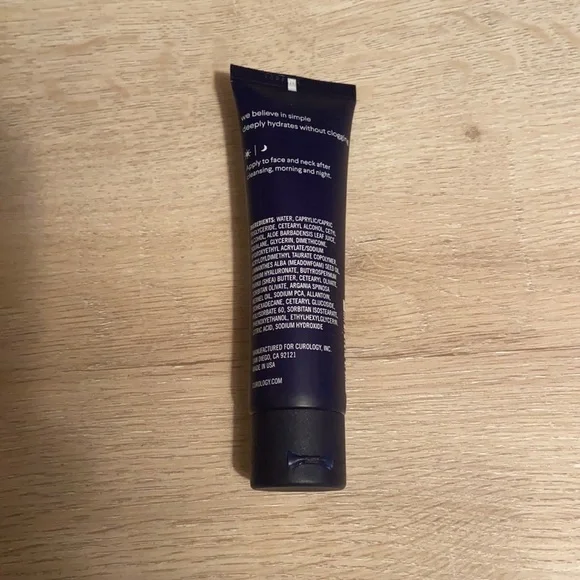 we believe in simple
deeply hydrates without clogging
Apply to face and neck after
cleansing, morning and night.
INGREDIENTS: WATER, CAPRYLIC/CAPRIC
TRIGLYCERIDE, CETEARYL ALCOHOL, CETYL
ALCOHOL, ALOE BARBADENSIS LEAF JUICE,
SQUALANE, GLYCERIN, DIMETHICONE,
HYDROXYETHYL ACRYLATE/SODIUM
ACRYLOYLDIMETHYL TAURATE COPOLYMER,
LIMNANTHES ALBA (MEADOWFOAM) SEED OIL,
SODIUM HYALURONATE, BUTYROSPERMUM
PARKII (SHEA) BUTTER, CETEARYL OLIVATE,
SORBITAN OLIVATE, ARGANIA SPINOSA
KERNEL OIL, SODIUM PCA, ALLANTOIN,
ISOHEXADECANE, CETEARYL GLUCOSIDE,
POLYSORBATE 60, SORBITAN ISOSTEARATE,
PHENOXYETHANOL, ETHYLHEXYLGLYCERIN,
CITRIC ACID, SODIUM HYDROXIDE
MANUFACTURED FOR CUROLOGY, INC.
SAN DIEGO, CA 92121
MADE IN USA
CUROLOGY.COM